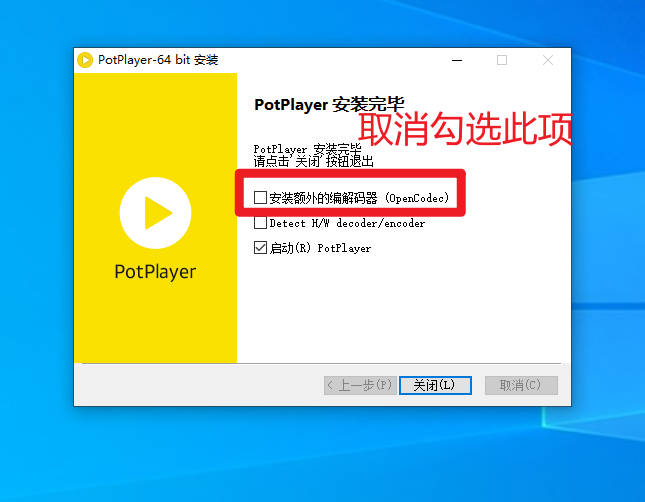 PotPlayer-64 bit 安装
PotPlayer 安装完毕
取消勾选此项
PotPlayer 安装完毕
请点击'关闭'按钮退出
安装额外的编解码器 (OpenCodec)
Detect H/W decoder/encoder
启动(R) PotPlayer
PotPlayer
< 上一步(P)
关闭(L)
取消(C)